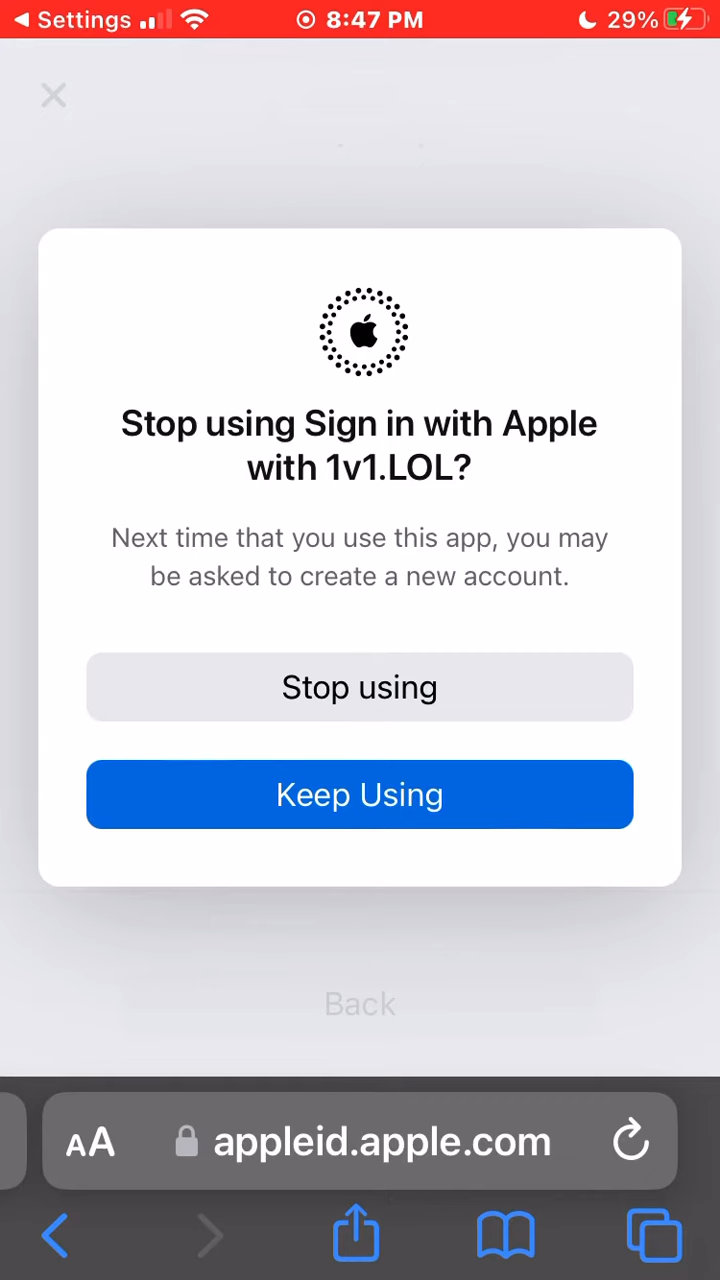 Settings 8:47 PM 29%
Stop using Sign in with Apple
with 1v1.LOL?
Next time that you use this app, you may
be asked to create a new account.
Stop using
Keep Using
Back
AA appleid.apple.com